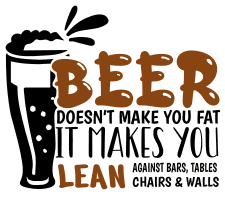 BEER
DOESN'T MAKE YOU FAT
IT MAKES YOU
LEAN
AGAINST BARS, TABLES
CHAIRS & WALLS